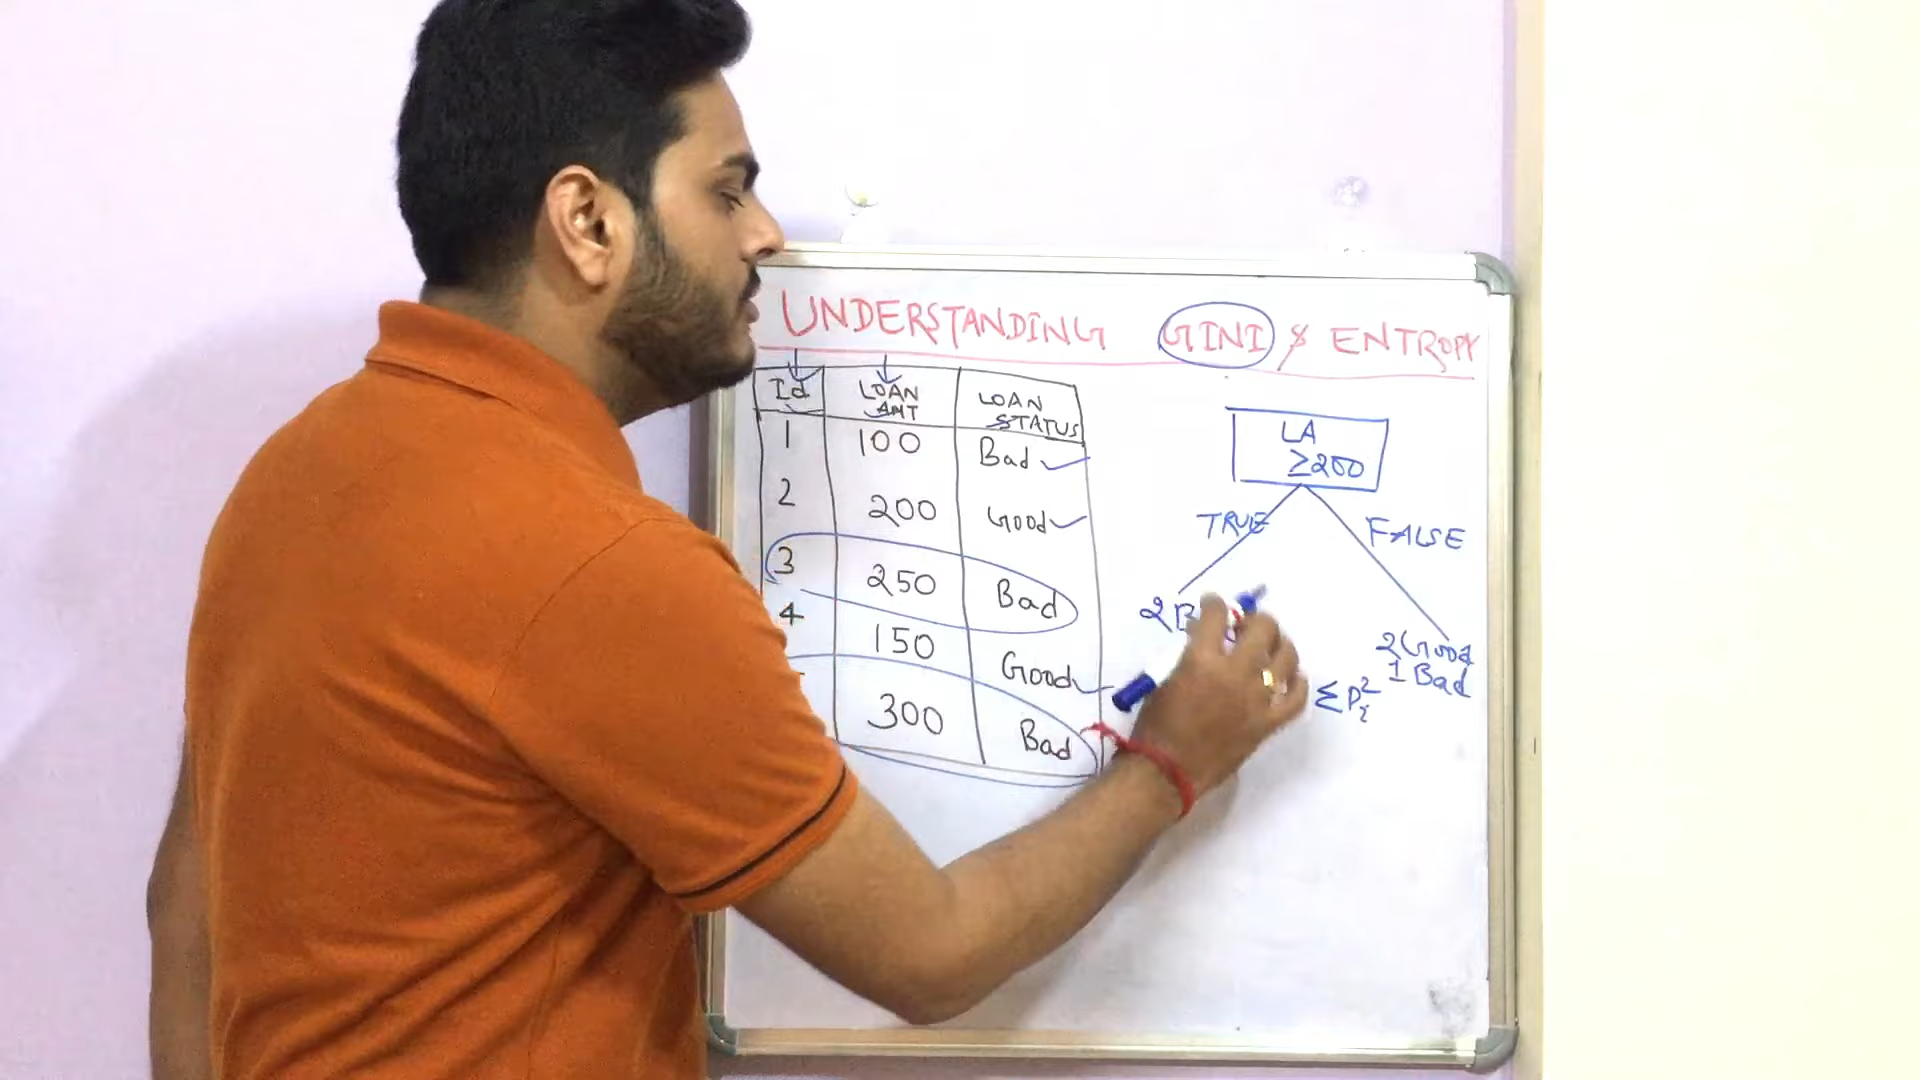 UNDERSTANDING GINI & ENTROPY
Id LOAN AMT LOAN STATUS
1 100 Bad
2 200 Good
3 250 Bad
4 150 Good
300 Bad
LA
≥200
TRUE FALSE
2 Good
1 Bad
ΣPᵢ²